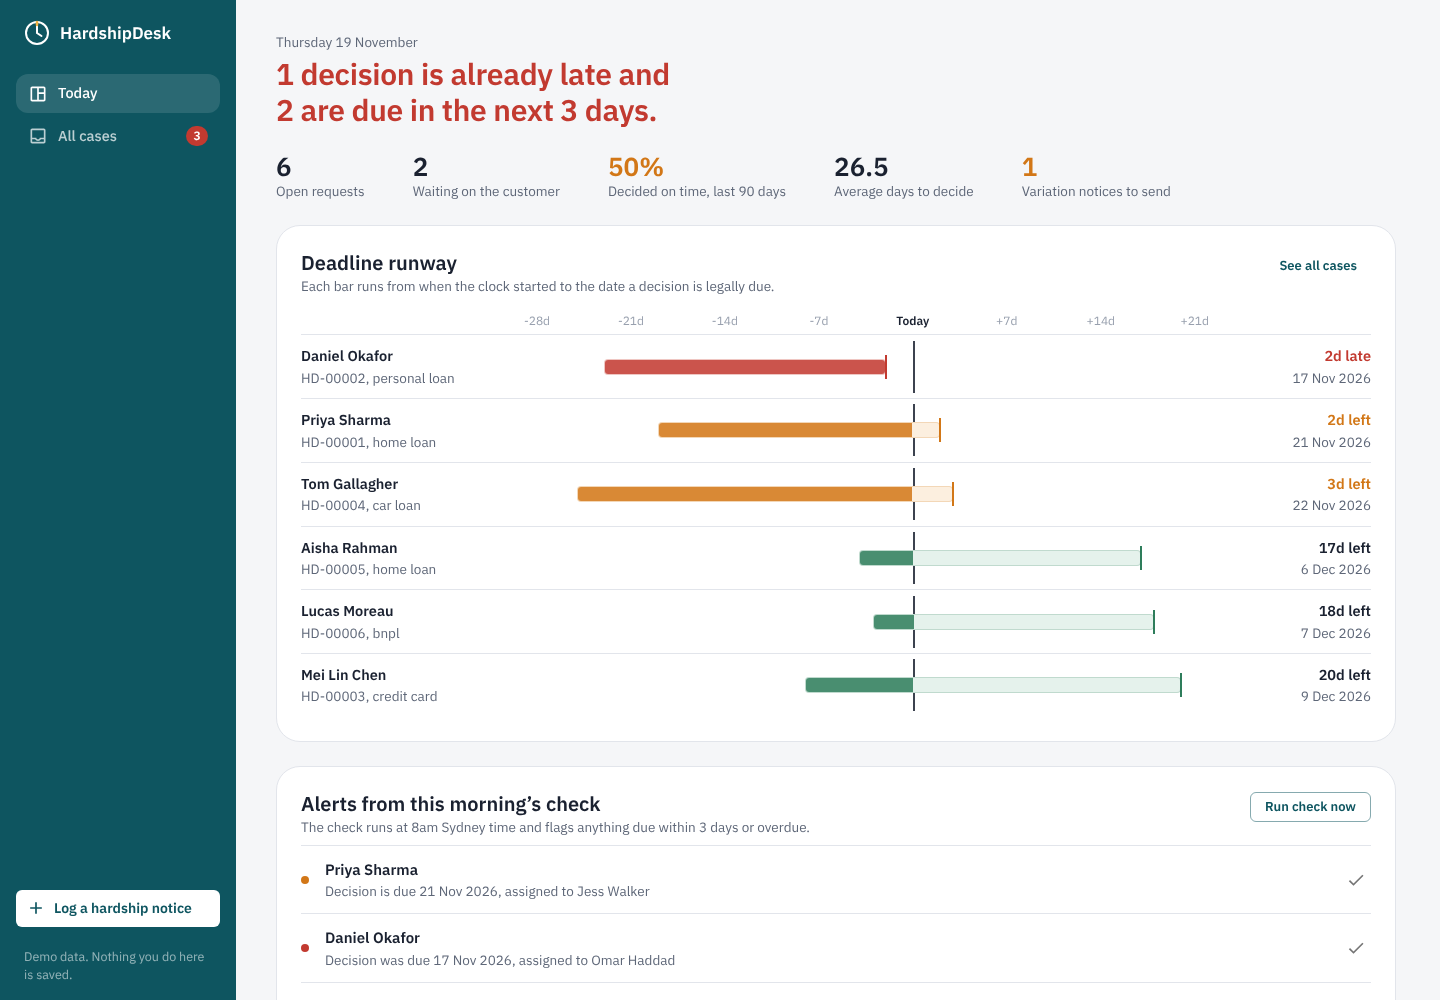 HardshipDesk
Today
All cases
3
Log a hardship notice
Demo data. Nothing you do here
is saved.
Thursday 19 November
1 decision is already late and
2 are due in the next 3 days.
6
Open requests
2
Waiting on the customer
50%
Decided on time, last 90 days
26.5
Average days to decide
1
Variation notices to send
Deadline runway
Each bar runs from when the clock started to the date a decision is legally due.
See all cases
-28d -21d -14d -7d Today +7d +14d +21d
Daniel Okafor
HD-00002, personal loan
2d late
17 Nov 2026
Priya Sharma
HD-00001, home loan
2d left
21 Nov 2026
Tom Gallagher
HD-00004, car loan
3d left
22 Nov 2026
Aisha Rahman
HD-00005, home loan
17d left
6 Dec 2026
Lucas Moreau
HD-00006, bnpl
18d left
7 Dec 2026
Mei Lin Chen
HD-00003, credit card
20d left
9 Dec 2026
Alerts from this morning’s check
The check runs at 8am Sydney time and flags anything due within 3 days or overdue.
Run check now
Priya Sharma
Decision is due 21 Nov 2026, assigned to Jess Walker
Daniel Okafor
Decision was due 17 Nov 2026, assigned to Omar Haddad